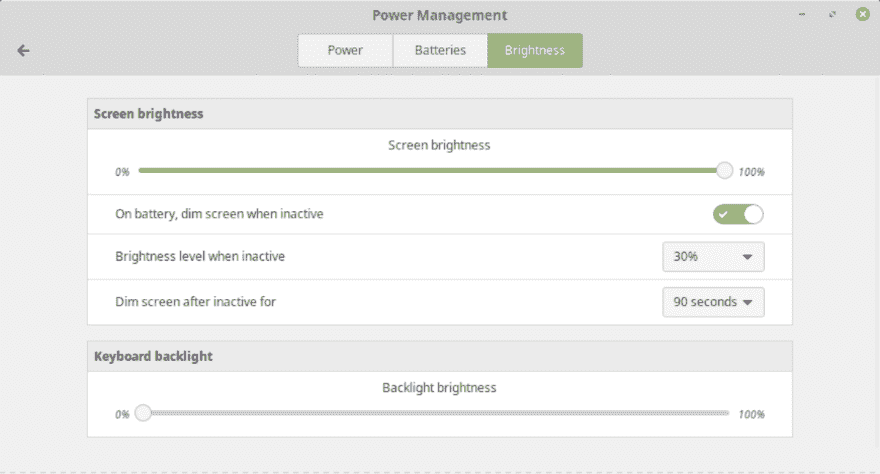 Power Management
Power Batteries Brightness
Screen brightness
Screen brightness
0% 100%
On battery, dim screen when inactive
Brightness level when inactive 30%
Dim screen after inactive for 90 seconds
Keyboard backlight
Backlight brightness
0% 100%